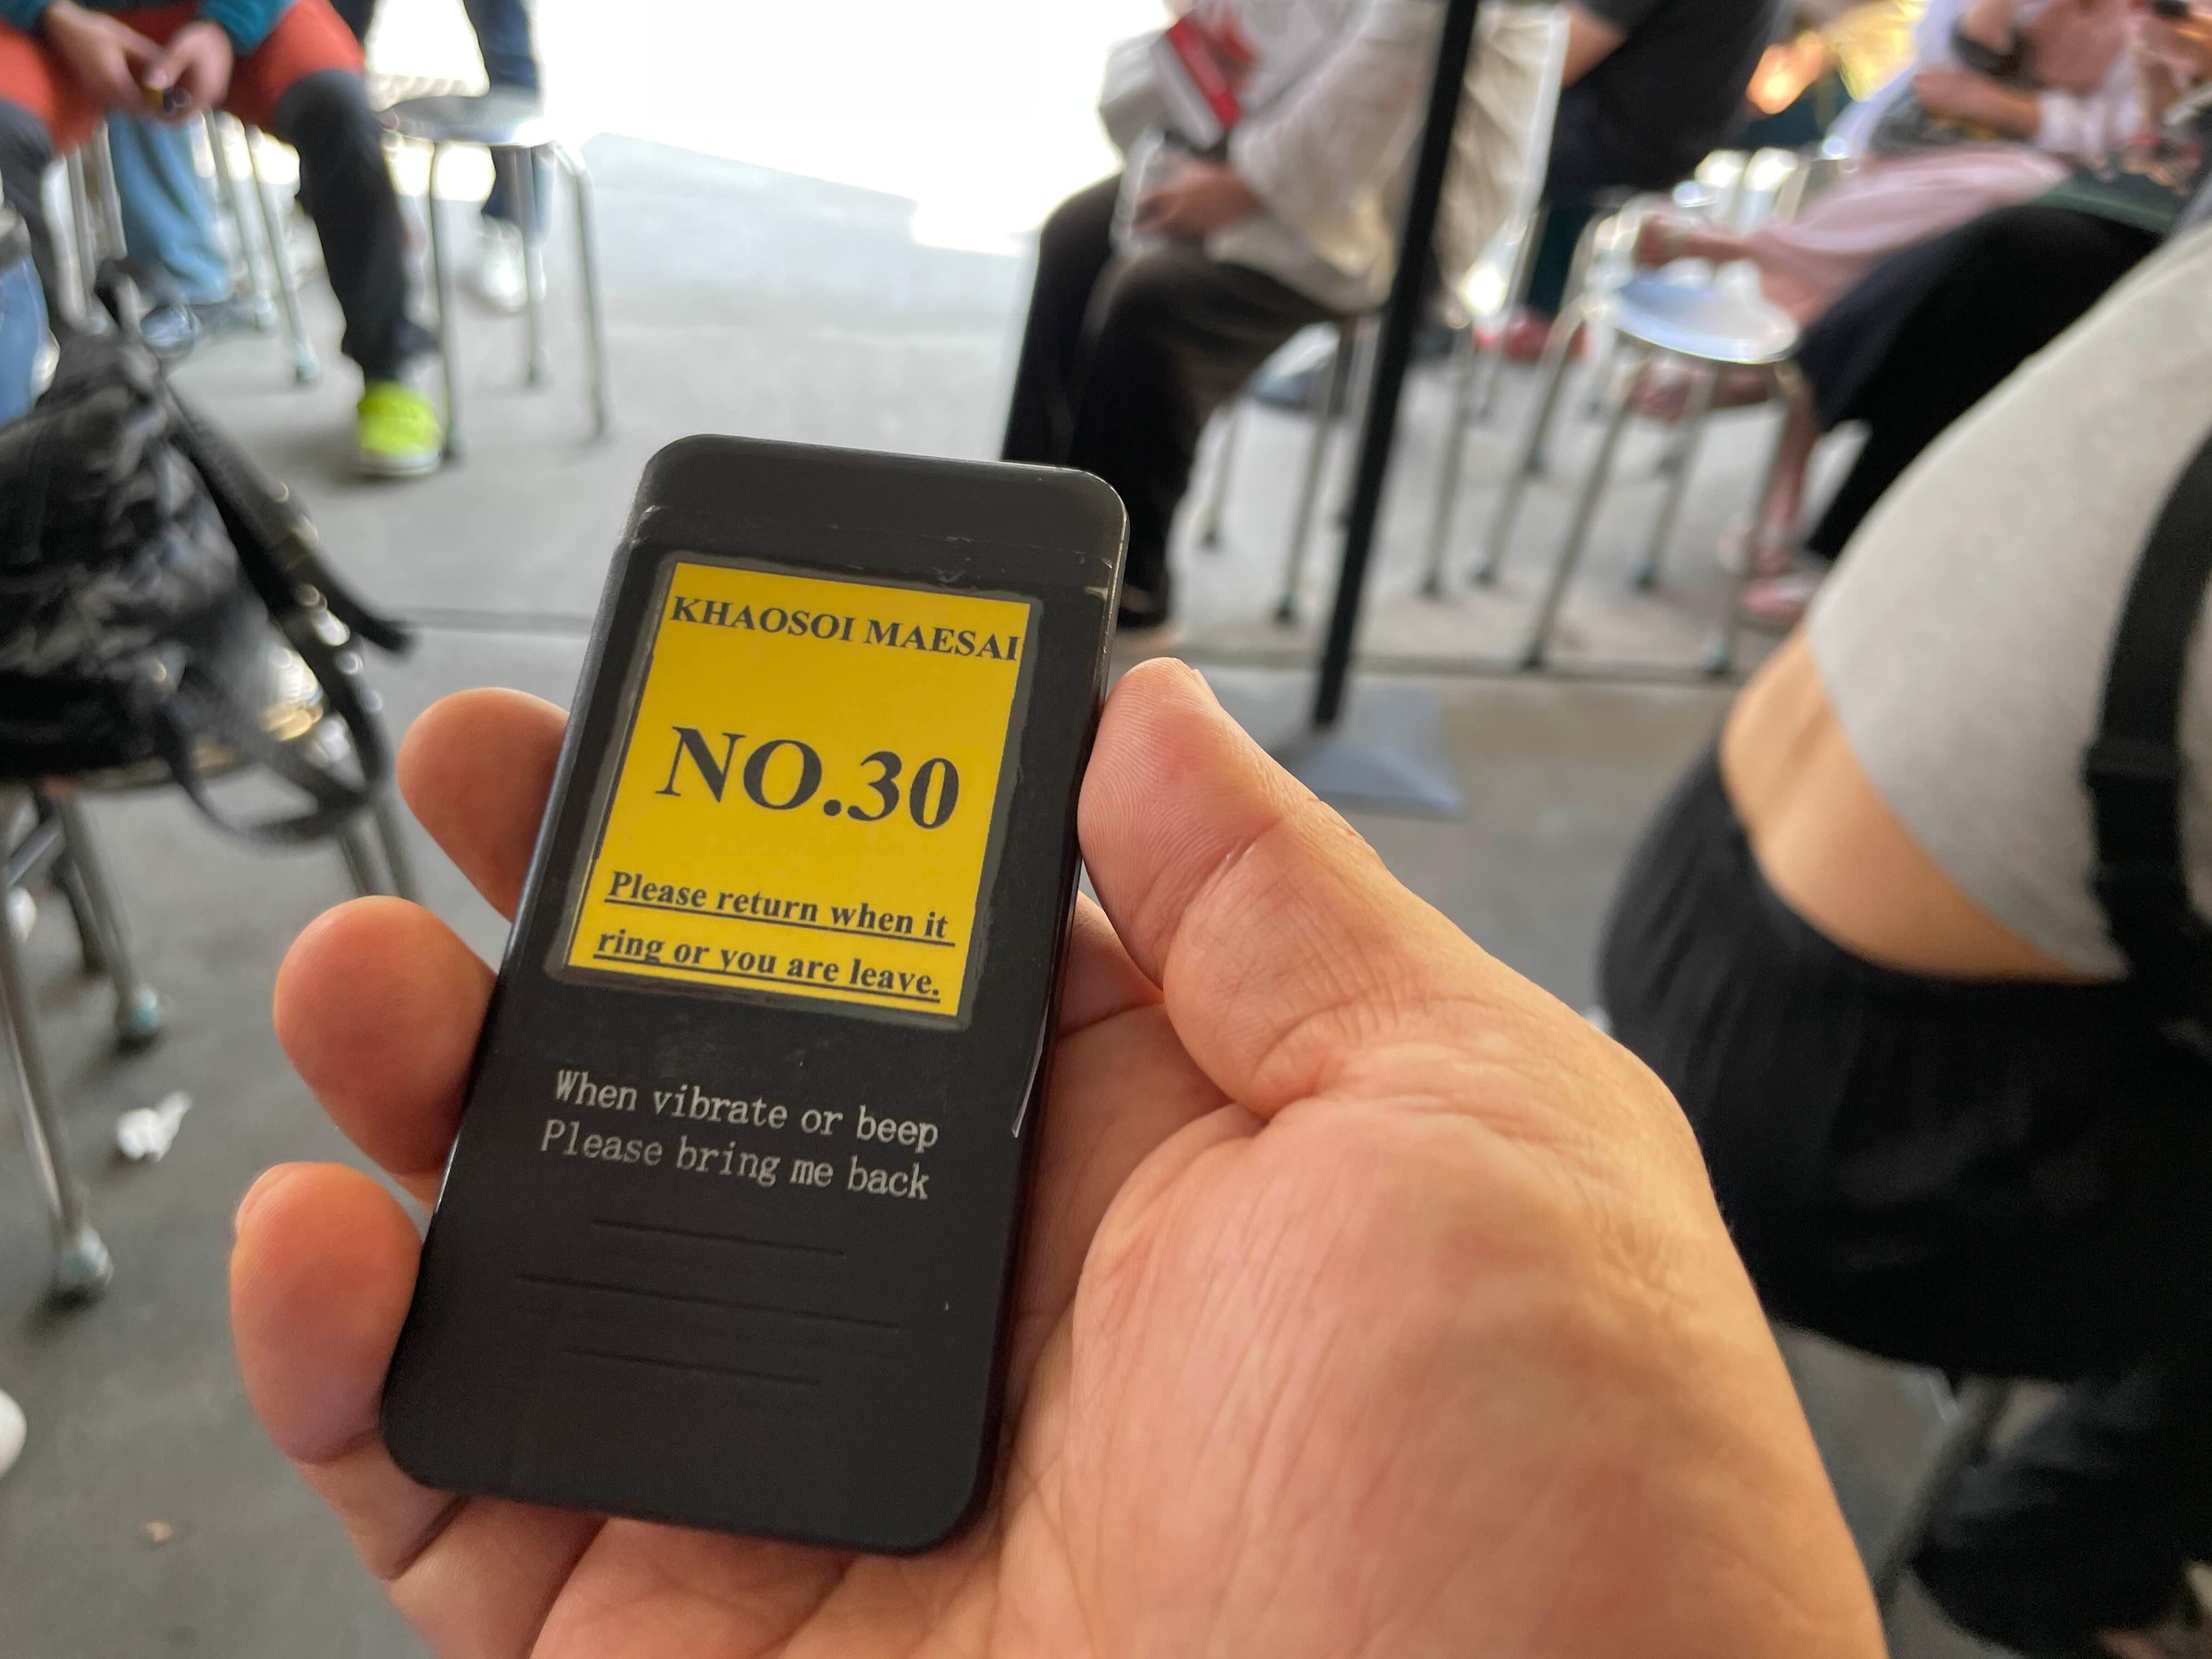 KHAOSOI MAESAI
NO.30
Please return when it
ring or you are leave.
When vibrate or beep
Please bring me back